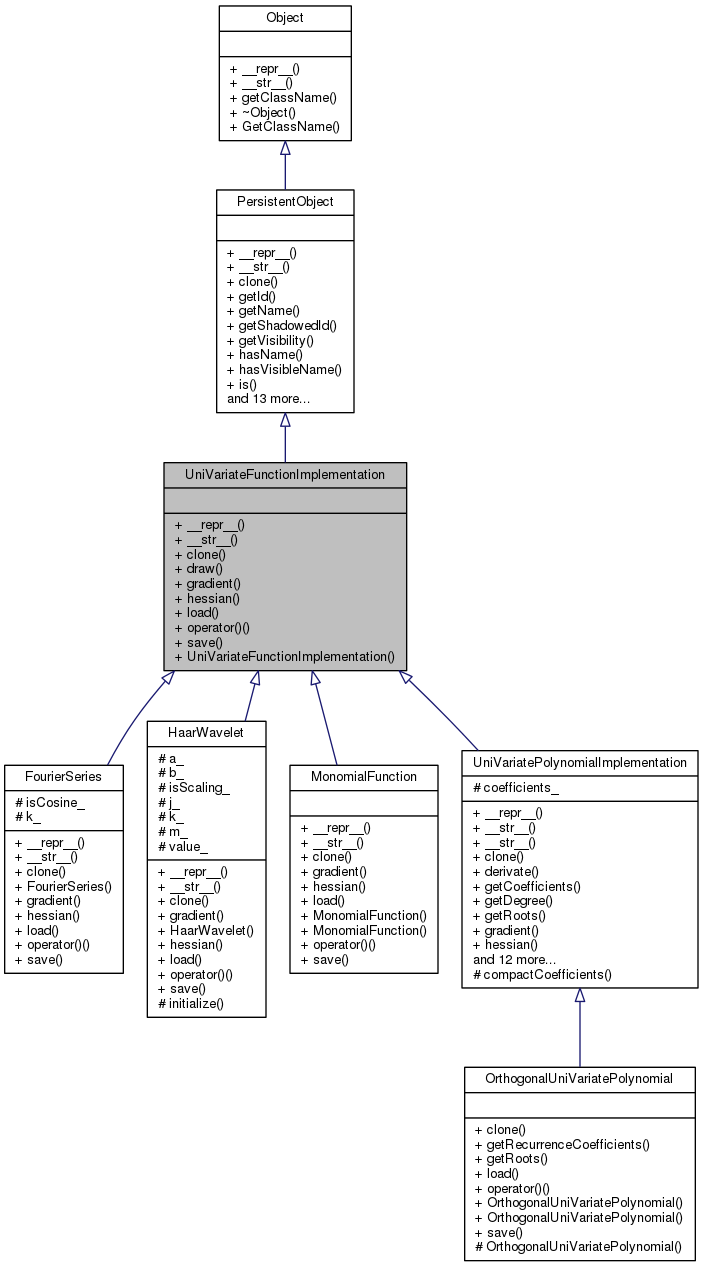 Object
+ __repr__()
+ __str__()
+ getClassName()
+ ~Object()
+ GetClassName()
PersistentObject
+ __repr__()
+ __str__()
+ clone()
+ getId()
+ getName()
+ getShadowedId()
+ getVisibility()
+ hasName()
+ hasVisibleName()
+ is()
and 13 more...
UniVariateFunctionImplementation
+ __repr__()
+ __str__()
+ clone()
+ draw()
+ gradient()
+ hessian()
+ load()
+ operator()()
+ save()
+ UniVariateFunctionImplementation()
FourierSeries
# isCosine_
# k_
+ __repr__()
+ __str__()
+ clone()
+ FourierSeries()
+ gradient()
+ hessian()
+ load()
+ operator()()
+ save()
HaarWavelet
# a_
# b_
# isScaling_
# j_
# k_
# m_
# value_
+ __repr__()
+ __str__()
+ clone()
+ gradient()
+ HaarWavelet()
+ hessian()
+ load()
+ operator()()
+ save()
# initialize()
MonomialFunction
+ __repr__()
+ __str__()
+ clone()
+ gradient()
+ hessian()
+ load()
+ MonomialFunction()
+ MonomialFunction()
+ operator()()
+ save()
UniVariatePolynomialImplementation
# coefficients_
+ __repr__()
+ __str__()
+ __str__()
+ clone()
+ derivate()
+ getCoefficients()
+ getDegree()
+ getRoots()
+ gradient()
+ hessian()
and 12 more...
# compactCoefficients()
OrthogonalUniVariatePolynomial
+ clone()
+ getRecurrenceCoefficients()
+ getRoots()
+ load()
+ operator()()
+ OrthogonalUniVariatePolynomial()
+ OrthogonalUniVariatePolynomial()
+ save()
# OrthogonalUniVariatePolynomial()